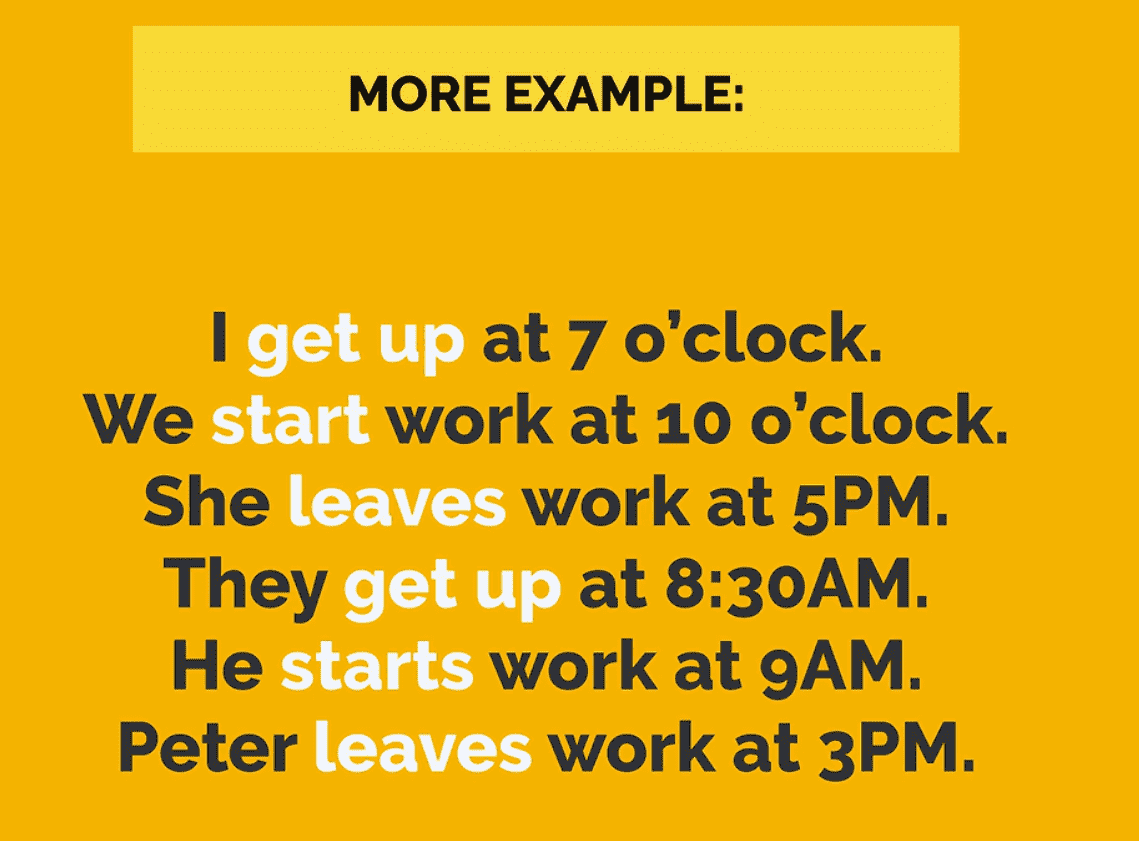 MORE EXAMPLE:
I get up at 7 o’clock.
We start work at 10 o’clock.
She leaves work at 5PM.
They get up at 8:30AM.
He starts work at 9AM.
Peter leaves work at 3PM.